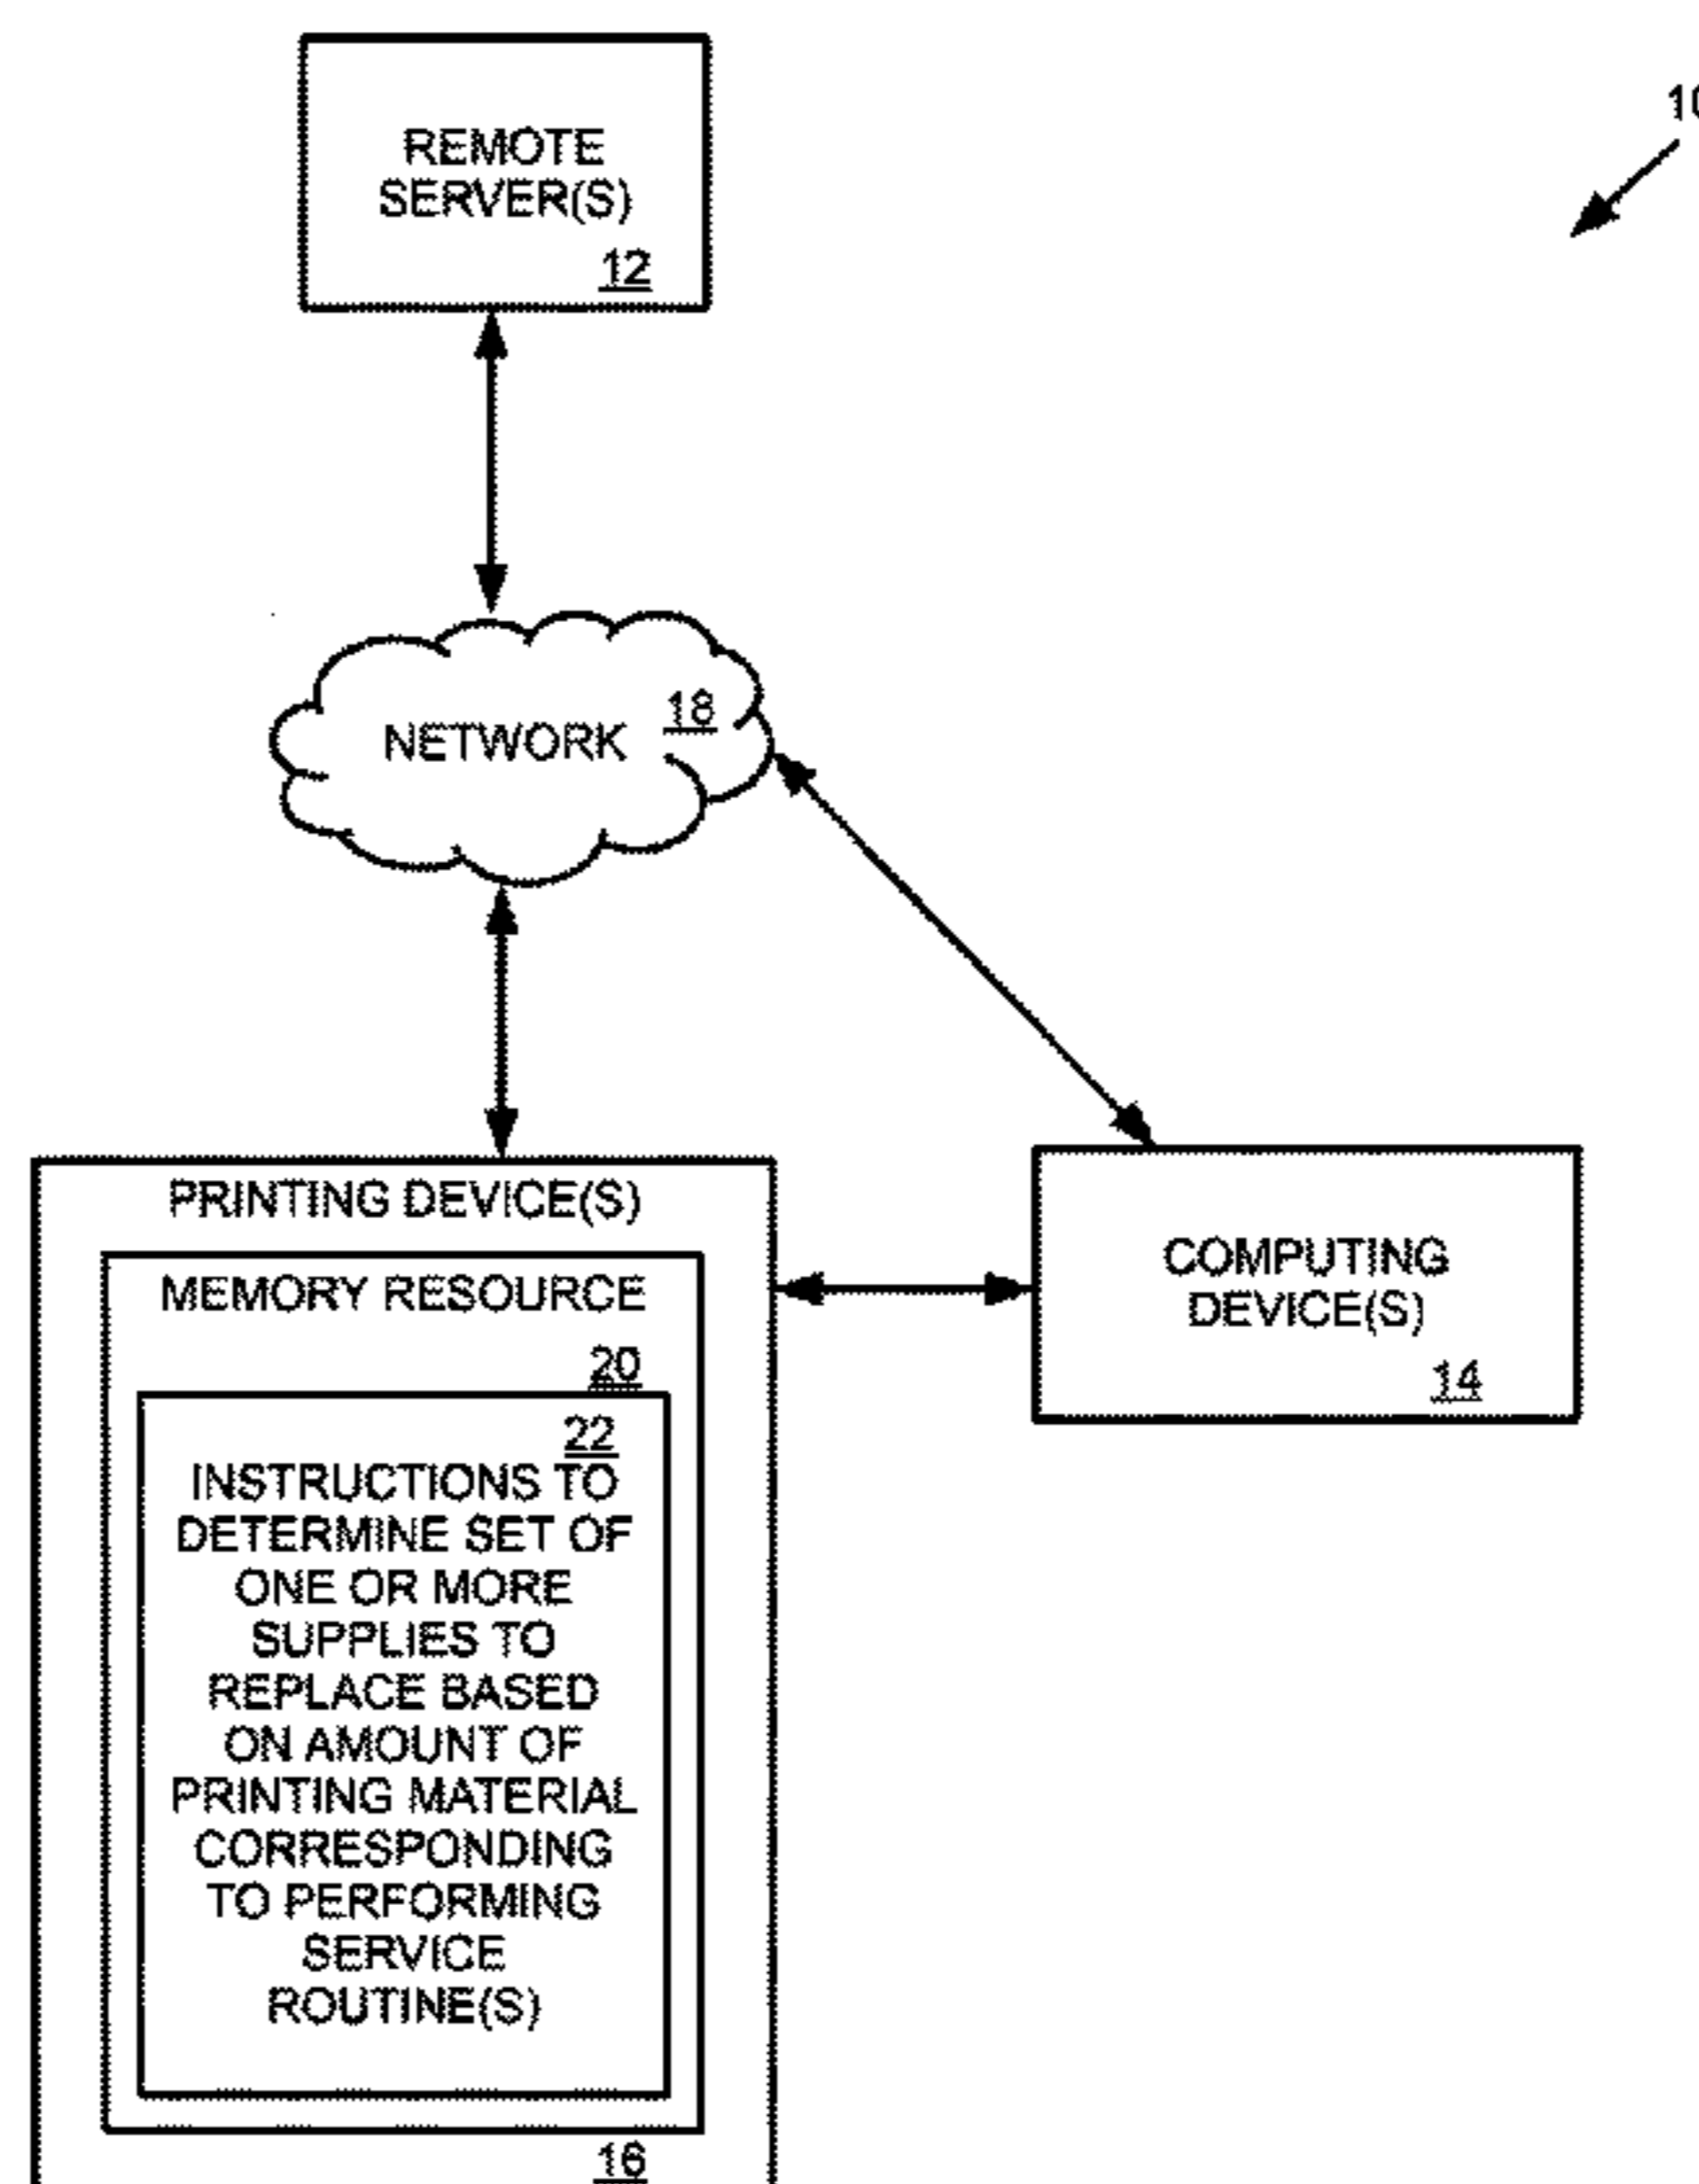 10
REMOTE
SERVER(S)
12
NETWORK
18
PRINTING DEVICE(S)
MEMORY RESOURCE
20
22
INSTRUCTIONS TO
DETERMINE SET OF
ONE OR MORE
SUPPLIES TO
REPLACE BASED
ON AMOUNT OF
PRINTING MATERIAL
CORRESPONDING
TO PERFORMING
SERVICE
ROUTINE(S)
16
COMPUTING
DEVICE(S)
14